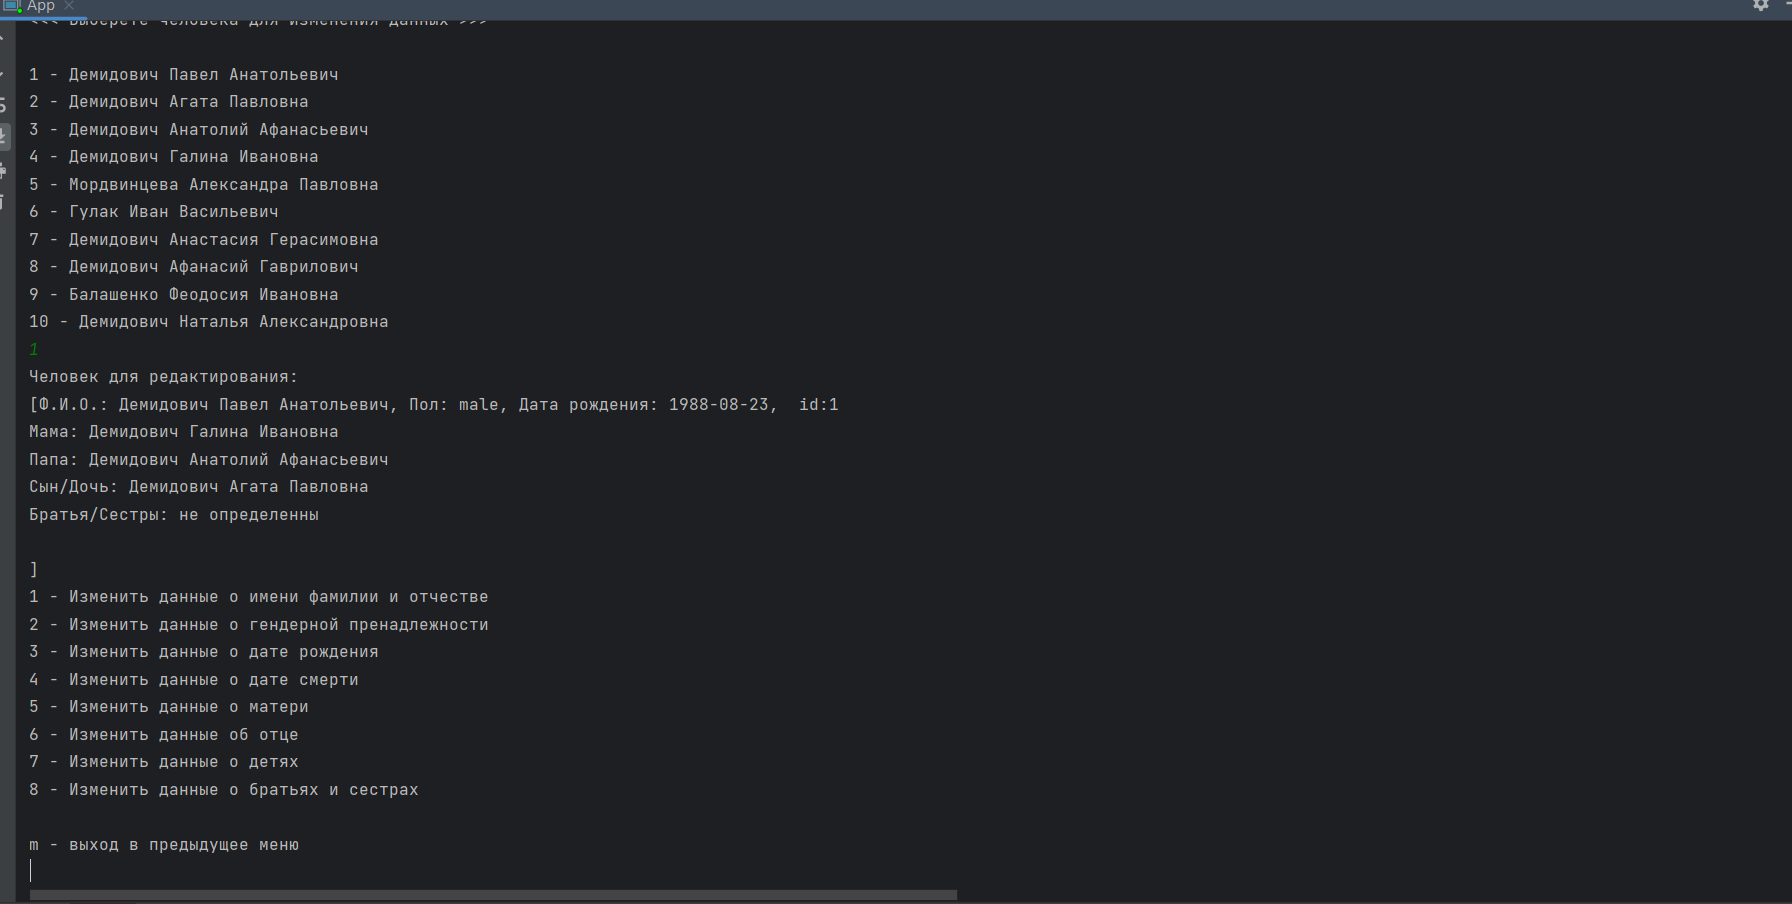 App
<<< Выберете человека для изменения данных >>>
1 - Демидович Павел Анатольевич
2 - Демидович Агата Павловна
3 - Демидович Анатолий Афанасьевич
4 - Демидович Галина Ивановна
5 - Мордвинцева Александра Павловна
6 - Гулак Иван Васильевич
7 - Демидович Анастасия Герасимовна
8 - Демидович Афанасий Гаврилович
9 - Балашенко Феодосия Ивановна
10 - Демидович Наталья Александровна
1
Человек для редактирования:
[Ф.И.О.: Демидович Павел Анатольевич, Пол: male, Дата рождения: 1988-08-23,  id:1
Мама: Демидович Галина Ивановна
Папа: Демидович Анатолий Афанасьевич
Сын/Дочь: Демидович Агата Павловна
Братья/Сестры: не определенны
]
1 - Изменить данные о имени фамилии и отчестве
2 - Изменить данные о гендерной пренадлежности
3 - Изменить данные о дате рождения
4 - Изменить данные о дате смерти
5 - Изменить данные о матери
6 - Изменить данные об отце
7 - Изменить данные о детях
8 - Изменить данные о братьях и сестрах
m - выход в предыдущее меню